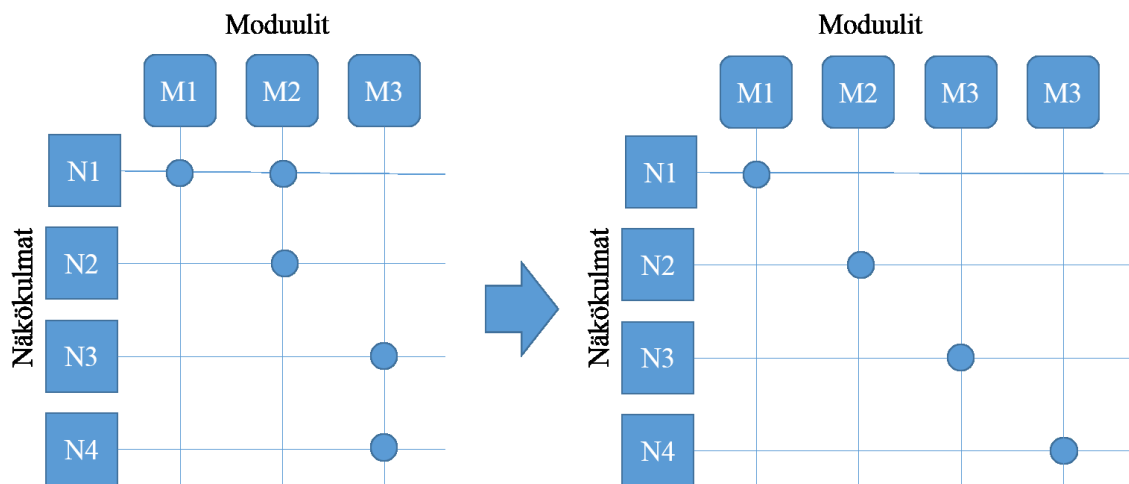 Moduulit
M1 M2 M3
N1
N2
N3
N4
Näkökulmat
Moduulit
M1 M2 M3 M3
N1
N2
N3
N4
Näkökulmat